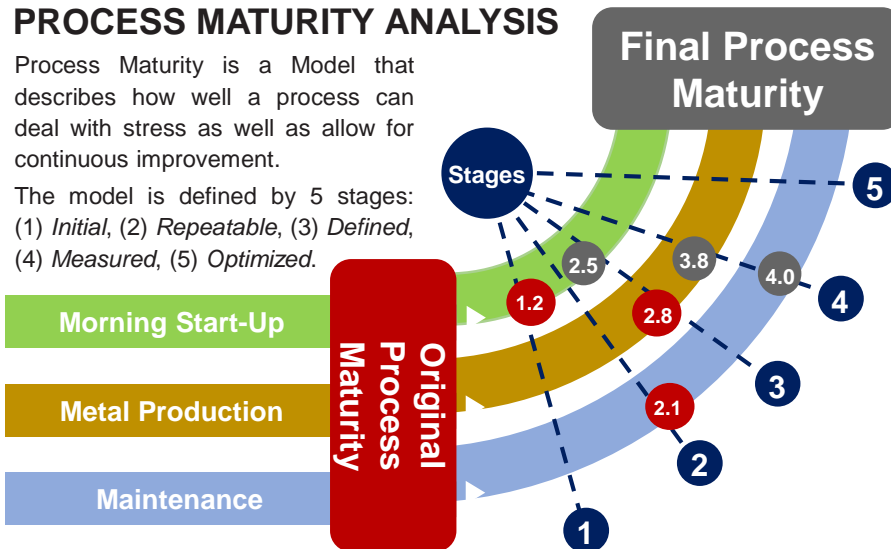 PROCESS MATURITY ANALYSIS
Process Maturity is a Model that
describes how well a process can
deal with stress as well as allow for
continuous improvement.
The model is defined by 5 stages:
(1) Initial, (2) Repeatable, (3) Defined,
(4) Measured, (5) Optimized.
Final Process
Maturity
Stages
5
4
3
2
1
Morning Start-Up
1.2
2.5
Metal Production
2.8
3.8
Maintenance
2.1
4.0
Original
Process
Maturity